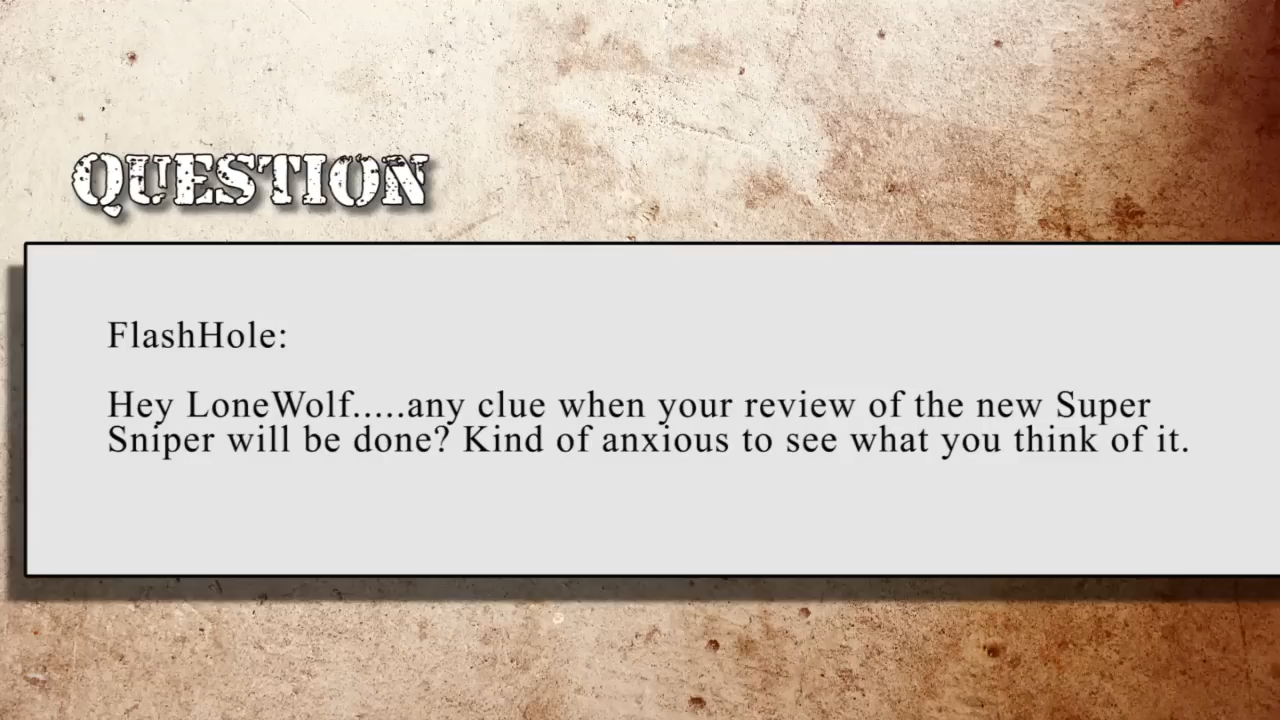 QUESTION
FlashHole:
Hey LoneWolf.....any clue when your review of the new Super
Sniper will be done? Kind of anxious to see what you think of it.